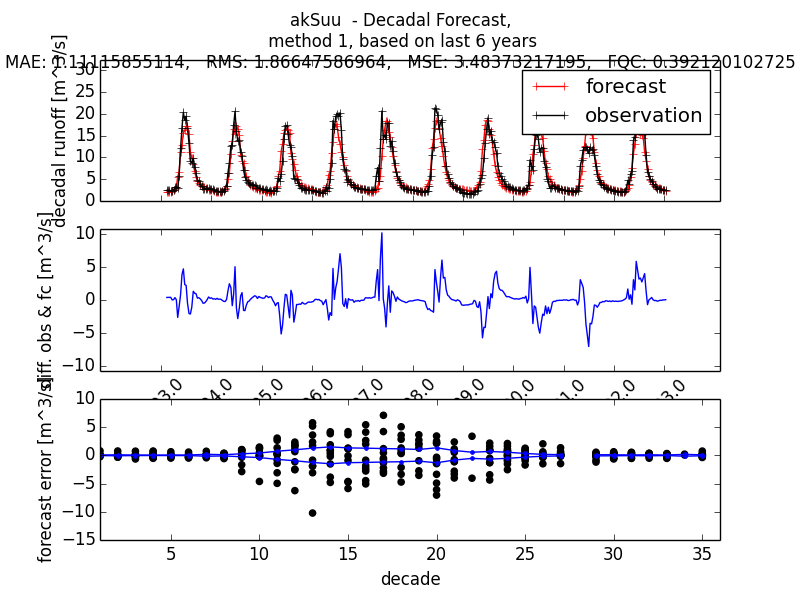 akSuu - Decadal Forecast,
method 1, based on last 6 years
MAE: 1.11115855114, RMS: 1.86647586964, MSE: 3.48373217195, FQC: 0.392120102725
decadal runoff [m^3/s]
30
25
20
15
10
5
0
forecast
observation
diff. obs & fc [m^3/s]
10
5
0
−5
−10
forecast error [m^3/s]
10
5
0
−5
−10
−15
5 10 15 20 25 30 35
decade